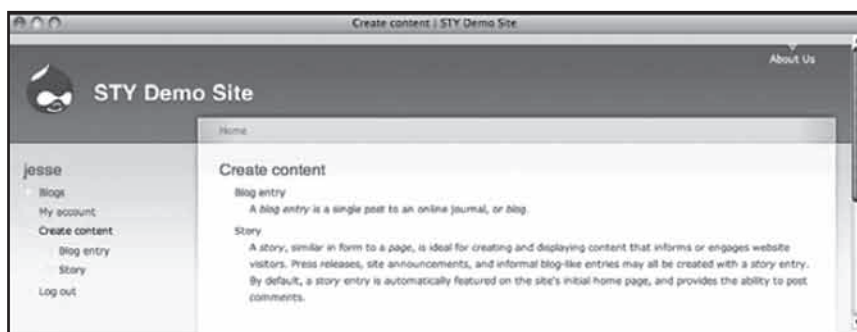 Create content | STY Demo Site
About Us
STY Demo Site
Home
jesse
Blogs
My account
Create content
Blog entry
Story
Log out
Create content
Blog entry
A blog entry is a single post to an online journal, or blog.
Story
A story, similar in form to a page, is ideal for creating and displaying content that informs or engages website
visitors. Press releases, site announcements, and informal blog-like entries may all be created with a story entry.
By default, a story entry is automatically featured on the site's initial home page, and provides the ability to post
comments.